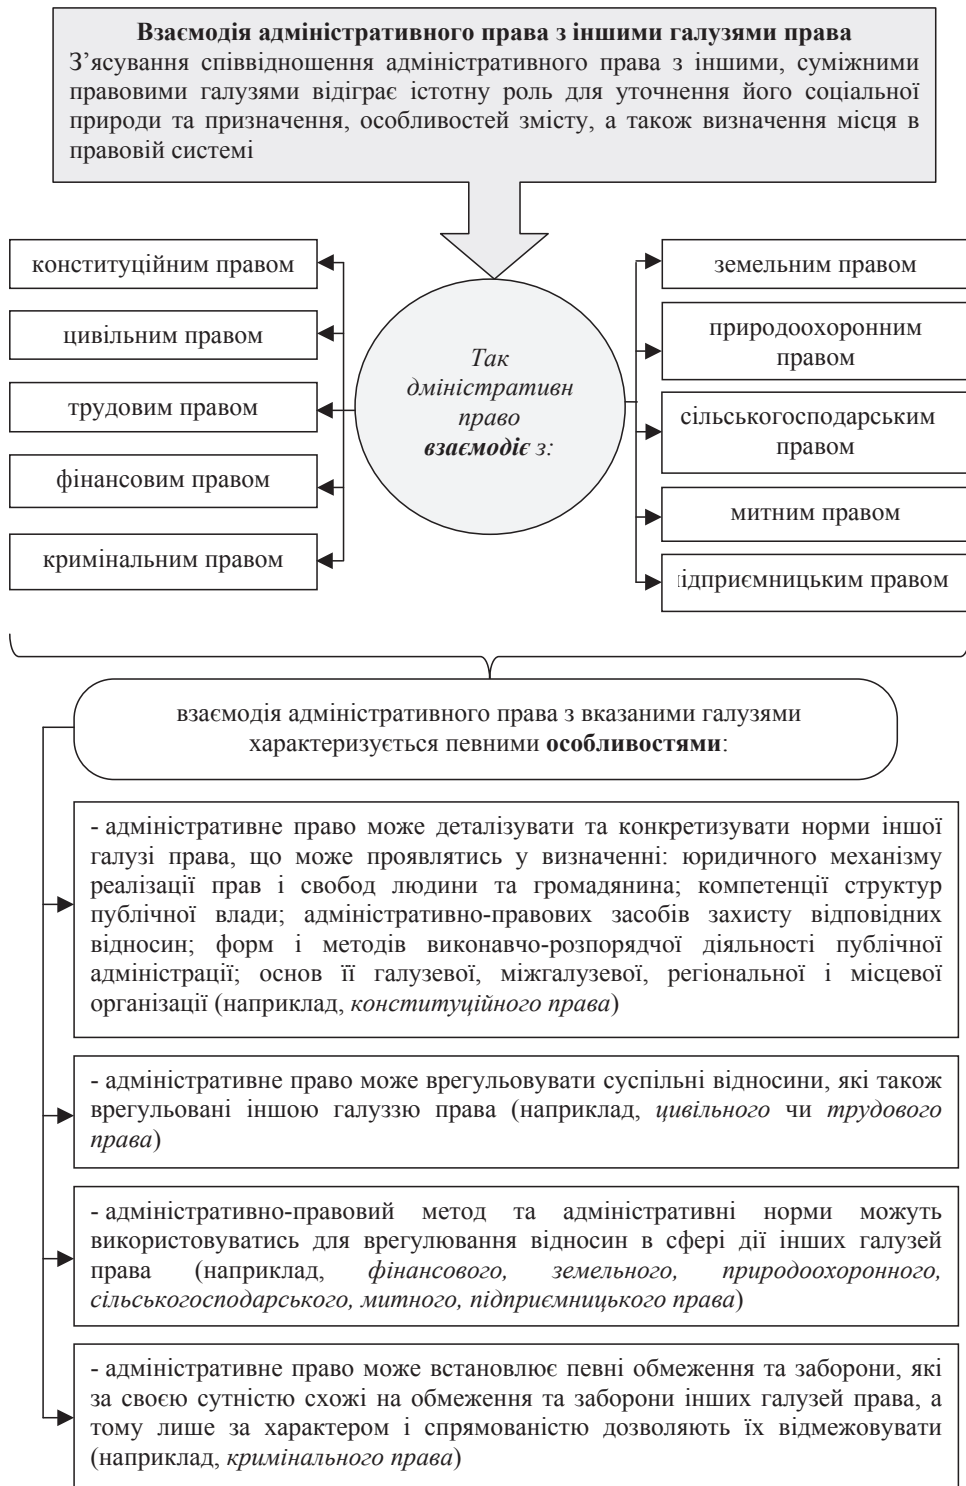 Взаємодія адміністративного права з іншими галузями права
З’ясування співвідношення адміністративного права з іншими, суміжними
правовими галузями відіграє істотну роль для уточнення його соціальної
природи та призначення, особливостей змісту, а також визначення місця в
правовій системі
конституційним правом
цивільним правом
трудовим правом
фінансовим правом
кримінальним правом
Так
дміністративн
право
взаємодіє з:
земельним правом
природоохоронним
правом
сільськогосподарським
правом
митним правом
ідприємницьким правом
взаємодія адміністративного права з вказаними галузями
характеризується певними особливостями:
- адміністративне право може деталізувати та конкретизувати норми іншої
галузі права, що може проявлятись у визначенні: юридичного механізму
реалізації прав і свобод людини та громадянина; компетенції структур
публічної влади; адміністративно-правових засобів захисту відповідних
відносин; форм і методів виконавчо-розпорядчої діяльності публічної
адміністрації; основ її галузевої, міжгалузевої, регіональної і місцевої
організації (наприклад, конституційного права)
- адміністративне право може врегульовувати суспільні відносини, які також
врегульовані іншою галуззю права (наприклад, цивільного чи трудового
права)
- адміністративно-правовий метод та адміністративні норми можуть
використовуватись для врегулювання відносин в сфері дії інших галузей
права (наприклад, фінансового, земельного, природоохоронного,
сільськогосподарського, митного, підприємницького права)
- адміністративне право може встановлює певні обмеження та заборони, які
за своєю сутністю схожі на обмеження та заборони інших галузей права, а
тому лише за характером і спрямованістю дозволяють їх відмежовувати
(наприклад, кримінального права)